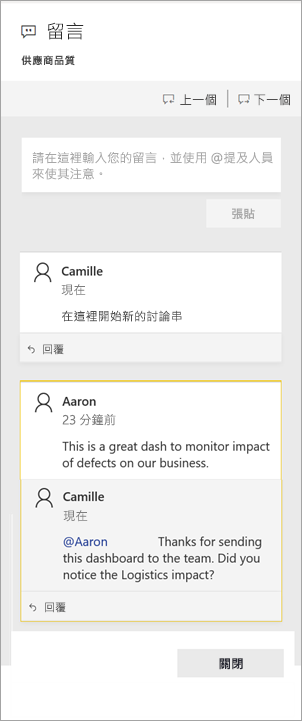 留言
供應商品質
上一個 下一個
請在這裡輸入您的留言，並使用 @提及人員
來使其注意。
張貼
Camille
現在
在這裡開始新的討論串
回覆
Aaron
23 分鐘前
This is a great dash to monitor impact
of defects on our business.
Camille
現在
@Aaron Thanks for sending
this dashboard to the team. Did you
notice the Logistics impact?
回覆
關閉